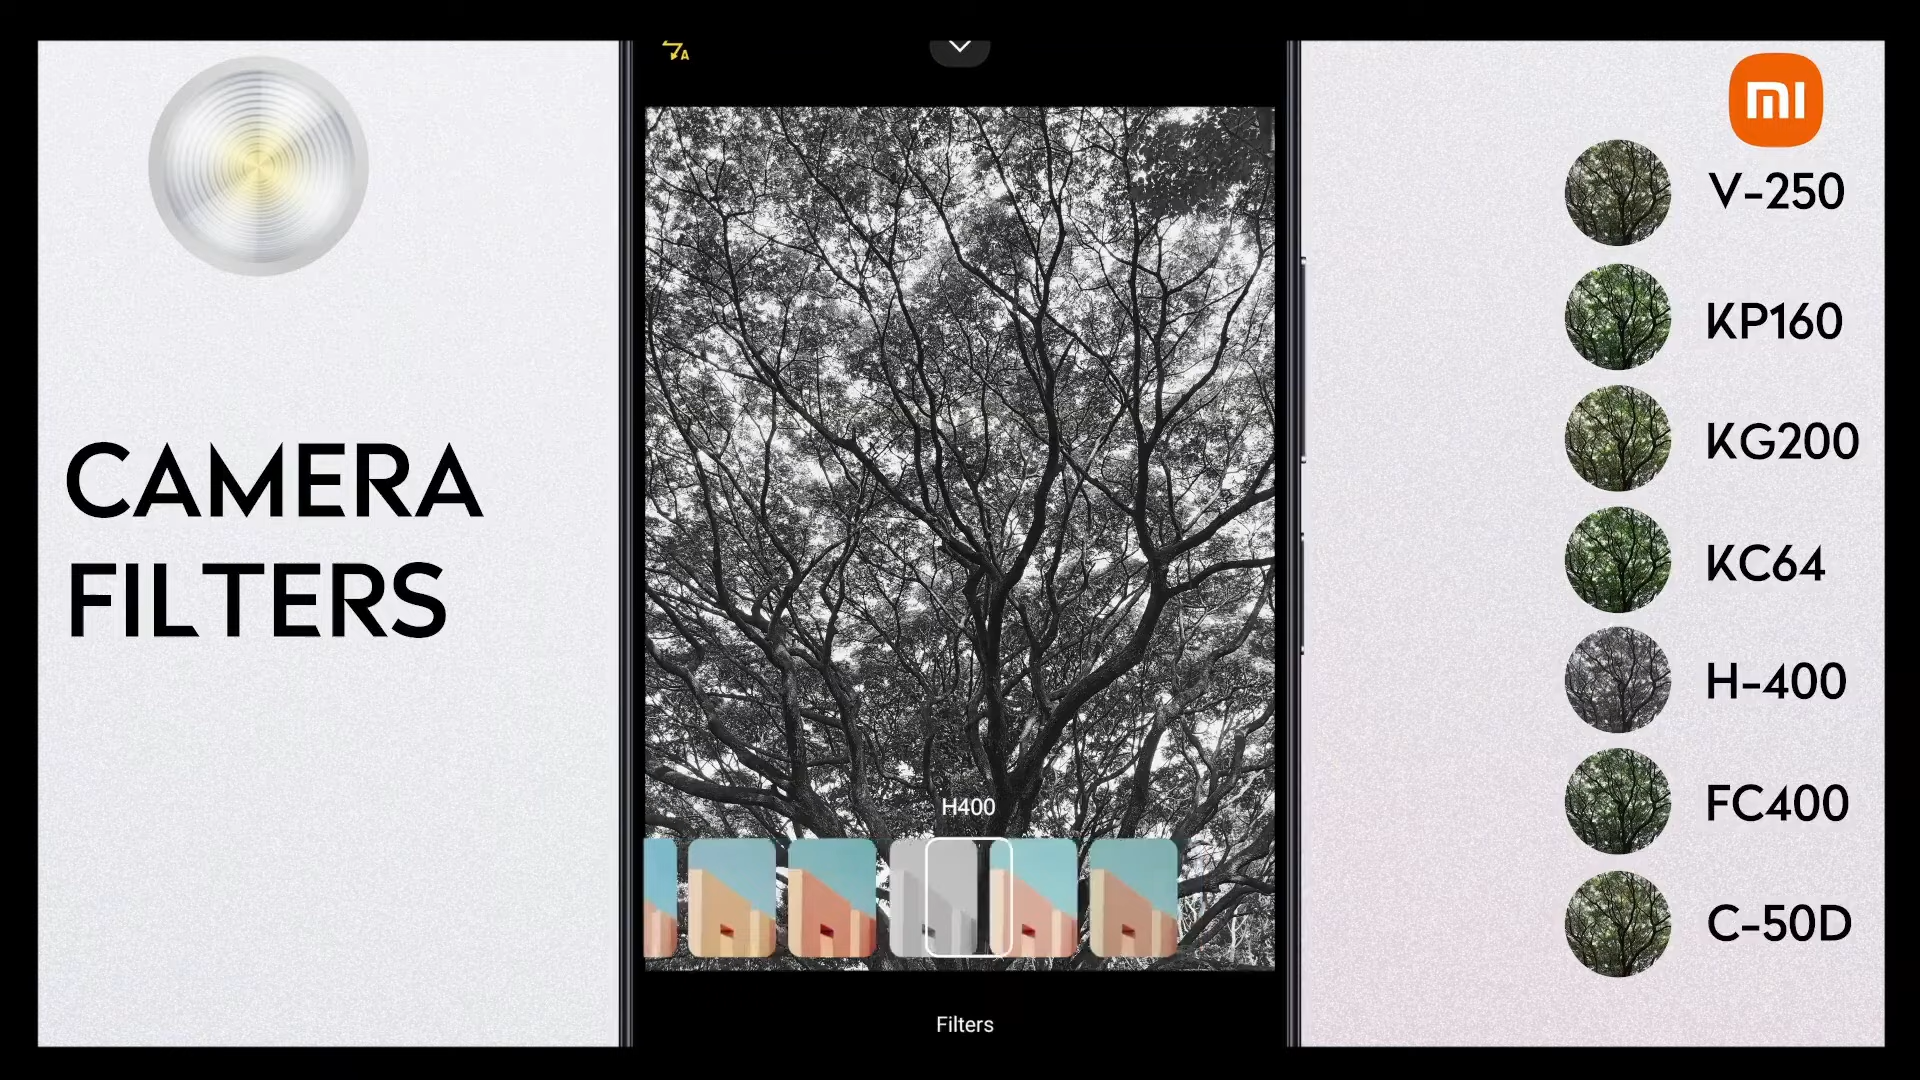 CAMERA
FILTERS
A
H400
Filters
mi
V-250
KP160
KG200
KC64
H-400
FC400
C-50D